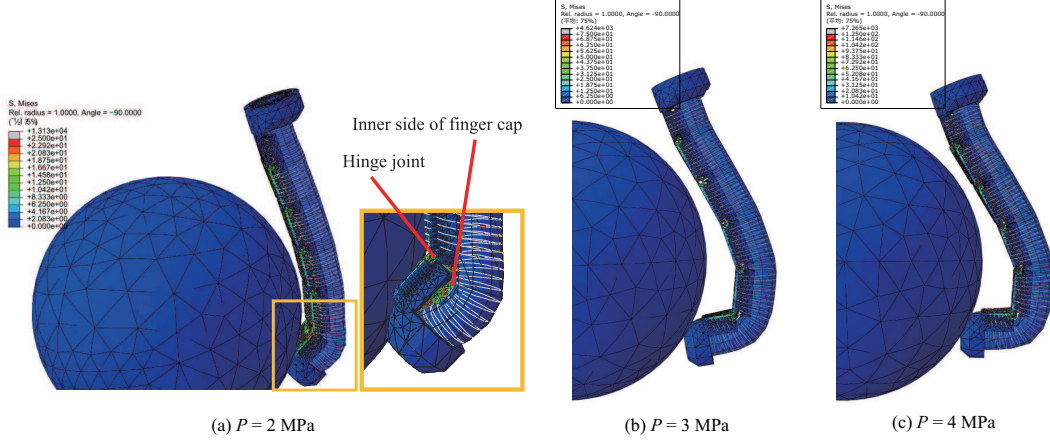 S, Mises
Rel. radius = 1.0000, Angle = -90.0000
+1.313e+04
+2.500e+01
+2.292e+01
+2.083e+01
+1.875e+01
+1.667e+01
+1.458e+01
+1.250e+01
+1.042e+01
+8.333e+00
+6.250e+00
+4.167e+00
+2.083e+00
+0.000e+00
Inner side of finger cap
Hinge joint
(a) P = 2 MPa
S, Mises
Rel. radius = 1.0000, Angle = -90.0000
(平均: 75%)
+4.624e+03
+7.500e+01
+6.875e+01
+6.250e+01
+5.625e+01
+5.000e+01
+4.375e+01
+3.750e+01
+3.125e+01
+2.500e+01
+1.875e+01
+1.250e+01
+6.250e+00
+0.000e+00
(b) P = 3 MPa
S, Mises
Rel. radius = 1.0000, Angle = -90.0000
(平均: 75%)
+7.265e+03
+1.250e+02
+1.146e+02
+1.042e+02
+9.375e+01
+8.333e+01
+7.292e+01
+6.250e+01
+5.208e+01
+4.167e+01
+3.125e+01
+2.083e+01
+1.042e+01
+0.000e+00
(c) P = 4 MPa